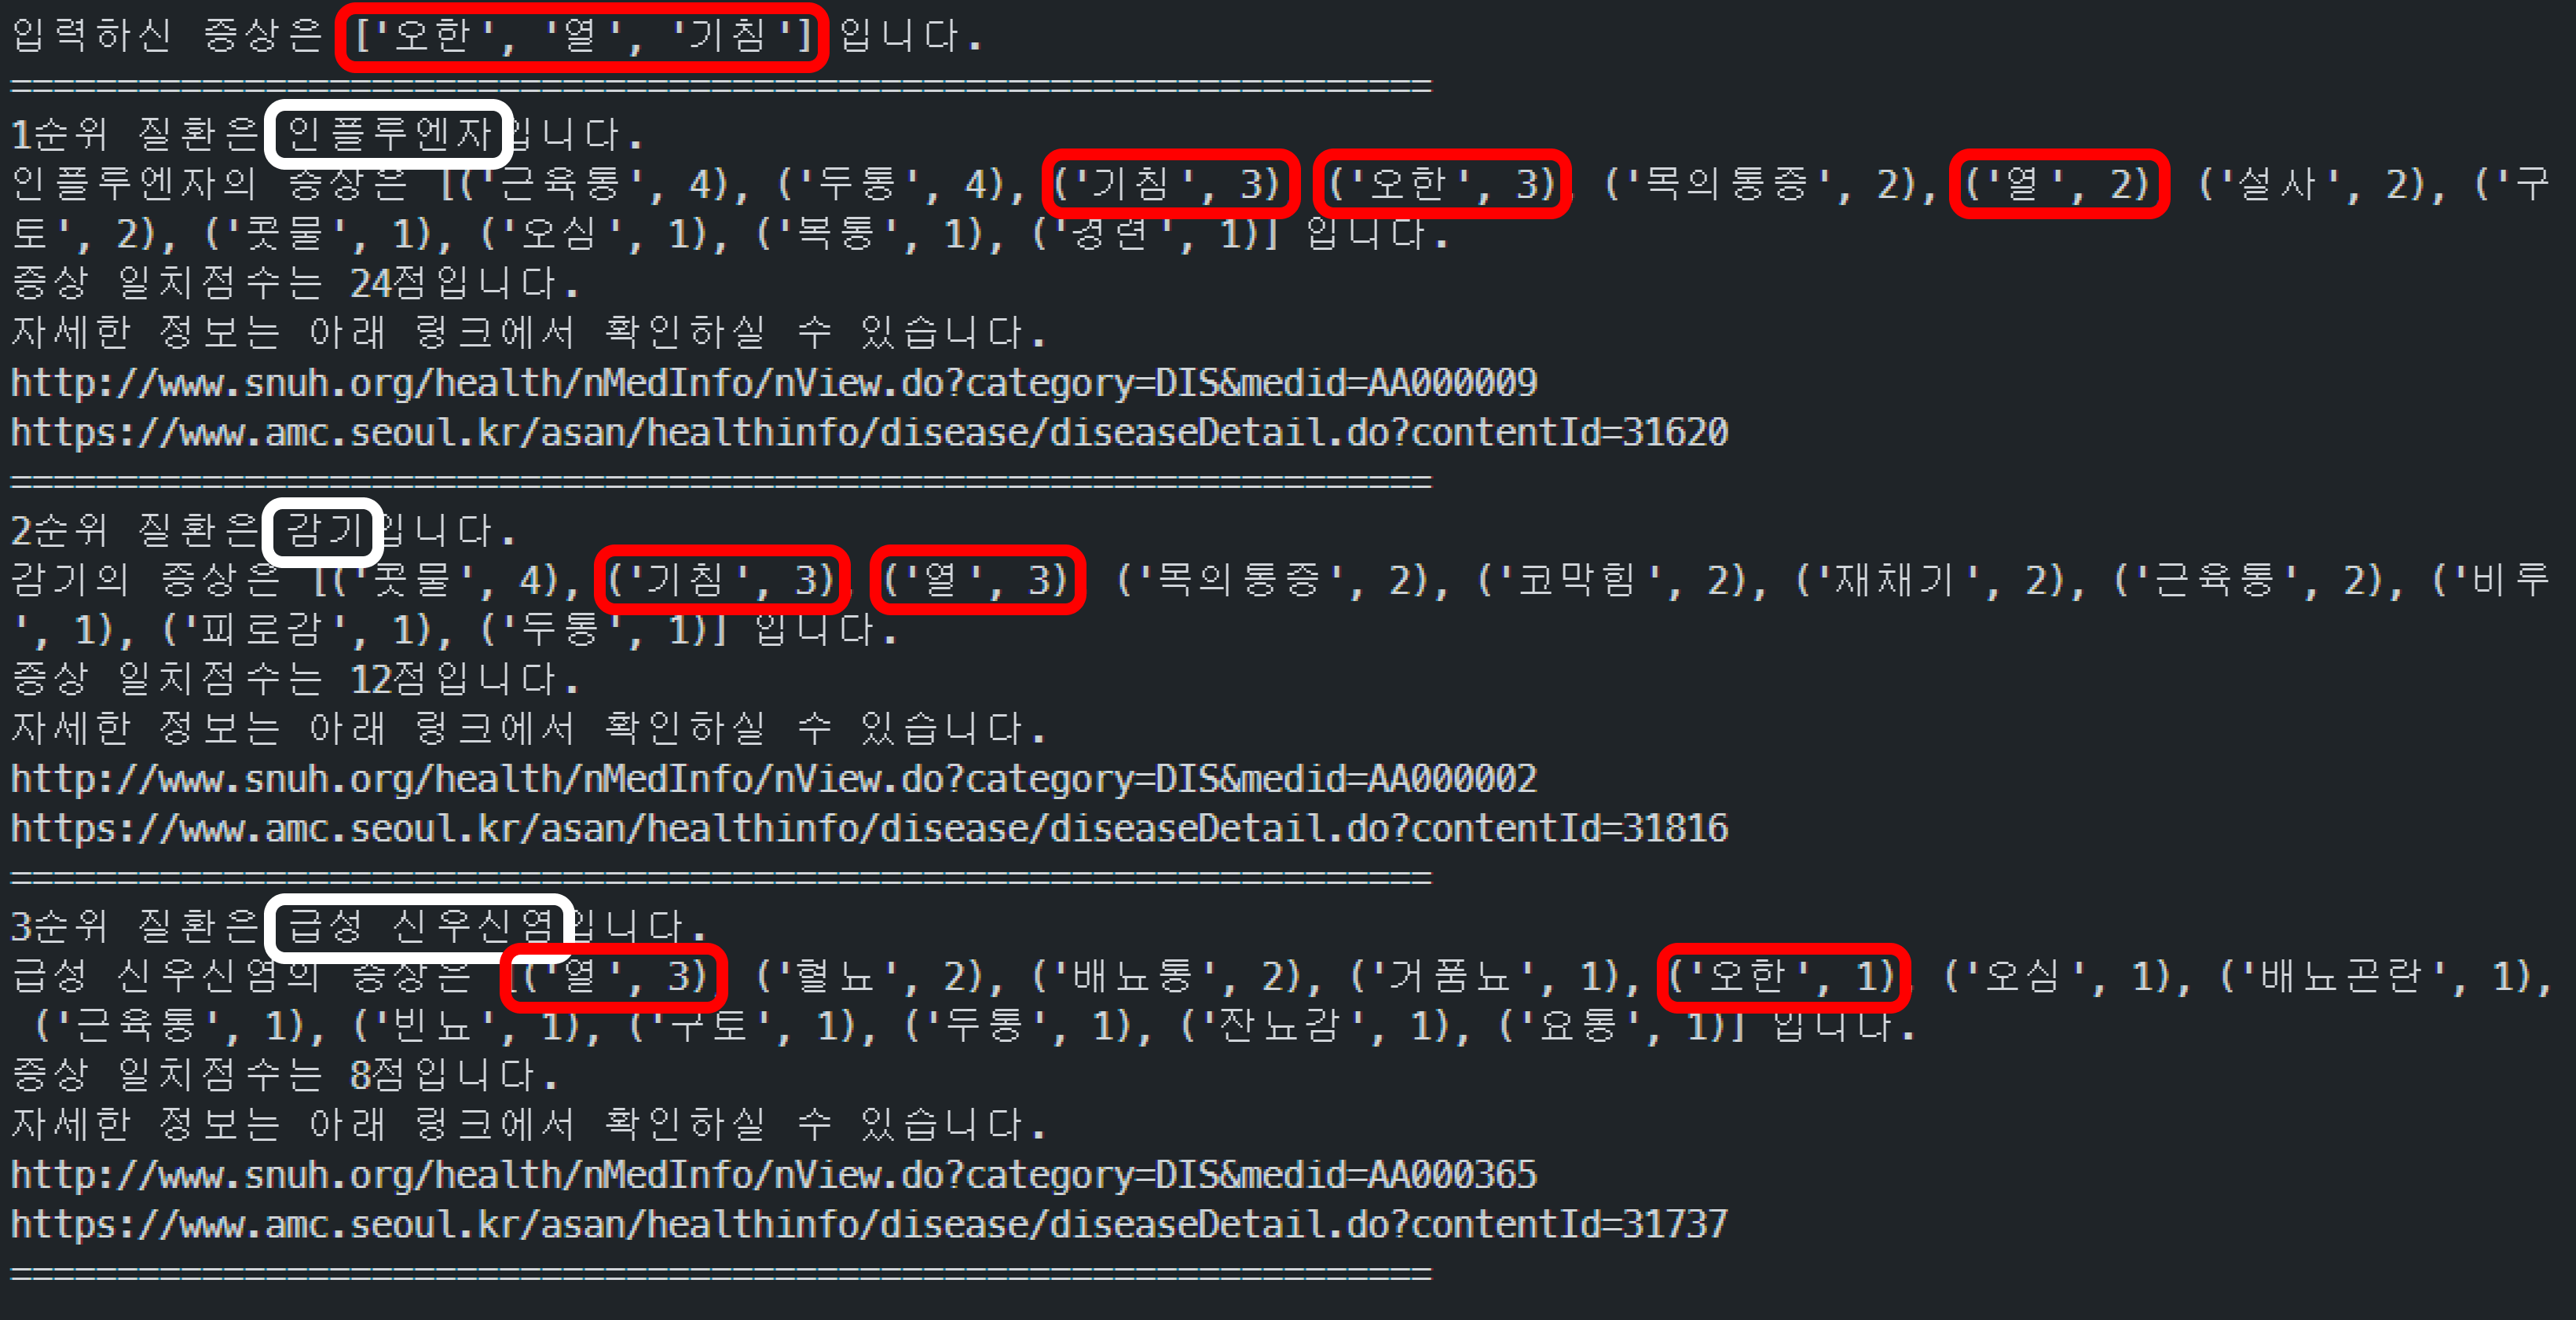 입력하신 증상은 ['오한', '열', '기침'] 입니다.
===================================================================
1순위 질환은 인플루엔자입니다.
인플루엔자의 증상은 [('근육통', 4), ('두통', 4), ('기침', 3), ('오한', 3), ('목의통증', 2), ('열', 2), ('설사', 2), ('구
토', 2), ('콧물', 1), ('오심', 1), ('복통', 1), ('경련', 1)] 입니다.
증상 일치점수는 24점입니다.
자세한 정보는 아래 링크에서 확인하실 수 있습니다.
http://www.snuh.org/health/nMedInfo/nView.do?category=DIS&medid=AA000009
https://www.amc.seoul.kr/asan/healthinfo/disease/diseaseDetail.do?contentId=31620
===================================================================
2순위 질환은 감기입니다.
감기의 증상은 [('콧물', 4), ('기침', 3), ('열', 3), ('목의통증', 2), ('코막힘', 2), ('재채기', 2), ('근육통', 2), ('비루
', 1), ('피로감', 1), ('두통', 1)] 입니다.
증상 일치점수는 12점입니다.
자세한 정보는 아래 링크에서 확인하실 수 있습니다.
http://www.snuh.org/health/nMedInfo/nView.do?category=DIS&medid=AA000002
https://www.amc.seoul.kr/asan/healthinfo/disease/diseaseDetail.do?contentId=31816
===================================================================
3순위 질환은 급성 신우신염입니다.
급성 신우신염의 증상은 [('열', 3), ('혈뇨', 2), ('배뇨통', 2), ('거품뇨', 1), ('오한', 1), ('오심', 1), ('배뇨곤란', 1),
('근육통', 1), ('빈뇨', 1), ('구토', 1), ('두통', 1), ('잔뇨감', 1), ('요통', 1)] 입니다.
증상 일치점수는 8점입니다.
자세한 정보는 아래 링크에서 확인하실 수 있습니다.
http://www.snuh.org/health/nMedInfo/nView.do?category=DIS&medid=AA000365
https://www.amc.seoul.kr/asan/healthinfo/disease/diseaseDetail.do?contentId=31737
===================================================================